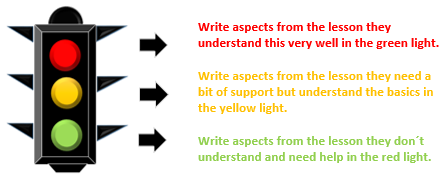 Write aspects from the lesson they
understand this very well in the green light.
Write aspects from the lesson they need a
bit of support but understand the basics in
the yellow light.
Write aspects from the lesson they don´t
understand and need help in the red light.